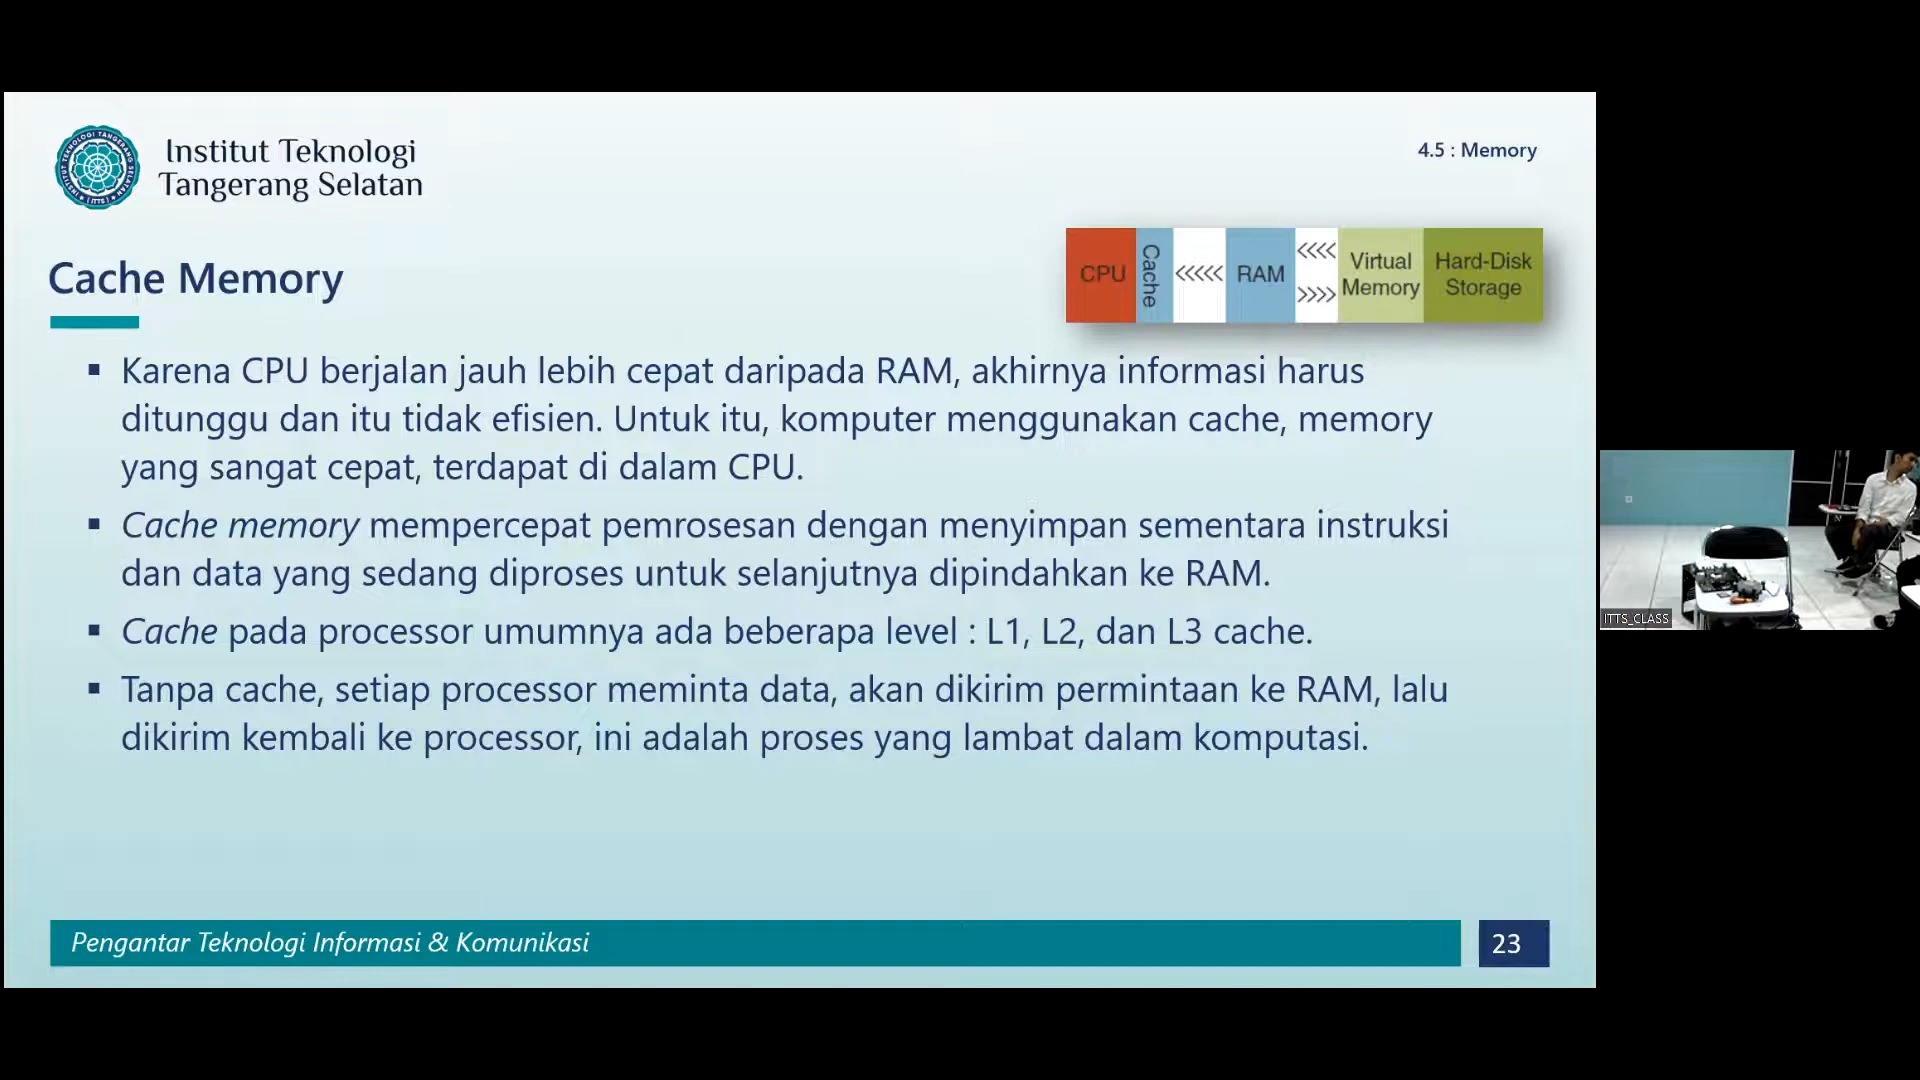 Institut Teknologi
Tangerang Selatan
4.5 : Memory
Cache Memory
CPU
Cache
<<<<<
RAM
<<<<
>>>>
Virtual
Memory
Hard-Disk
Storage
▪ Karena CPU berjalan jauh lebih cepat daripada RAM, akhirnya informasi harus
ditunggu dan itu tidak efisien. Untuk itu, komputer menggunakan cache, memory
yang sangat cepat, terdapat di dalam CPU.
▪ Cache memory mempercepat pemrosesan dengan menyimpan sementara instruksi
dan data yang sedang diproses untuk selanjutnya dipindahkan ke RAM.
▪ Cache pada processor umumnya ada beberapa level : L1, L2, dan L3 cache.
▪ Tanpa cache, setiap processor meminta data, akan dikirim permintaan ke RAM, lalu
dikirim kembali ke processor, ini adalah proses yang lambat dalam komputasi.
Pengantar Teknologi Informasi & Komunikasi
23
ITTS_CLASS
INSTITUT TEKNOLOGI TANGERANG SELATAN
(ITTS)